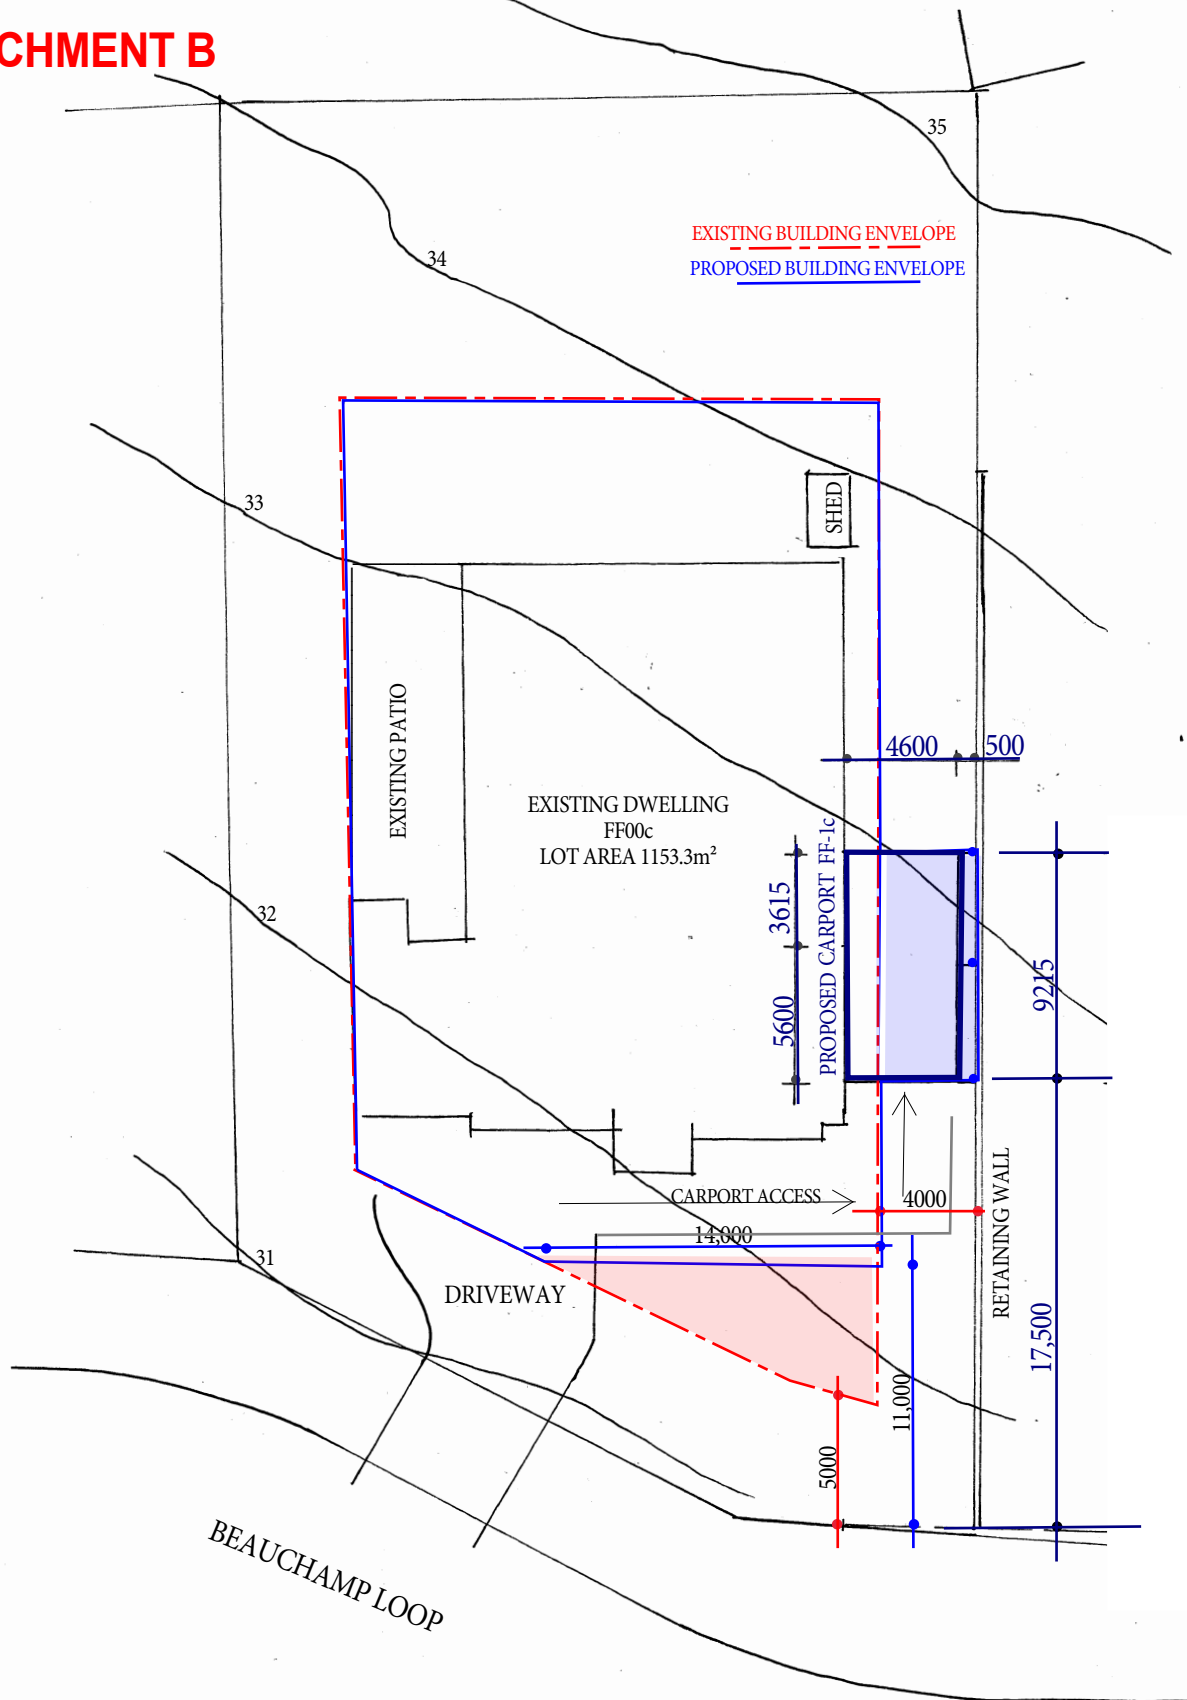 CHMENT B
35
EXISTING BUILDING ENVELOPE
34
PROPOSED BUILDING ENVELOPE
33
SHED
EXISTING PATIO
4600
500
EXISTING DWELLING
FF00c
LOT AREA 1153.3m²
PROPOSED CARPORT FF-1c
3615
5600
9215
32
CARPORT ACCESS
4000
14,000
RETAINING WALL
31
DRIVEWAY
17,500
11,000
5000
BEAUCHAMP LOOP